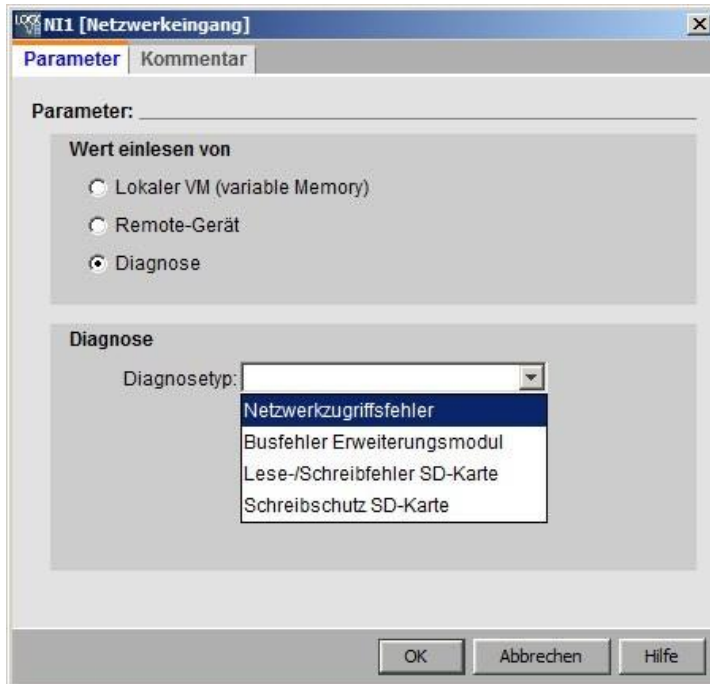 NI1 [Netzwerkeingang]
Parameter Kommentar
Parameter:
Wert einlesen von
Lokaler VM (variable Memory)
Remote-Gerät
Diagnose
Diagnose
Diagnosetyp:
Netzwerkzugriffsfehler
Busfehler Erweiterungsmodul
Lese-/Schreibfehler SD-Karte
Schreibschutz SD-Karte
OK Abbrechen Hilfe